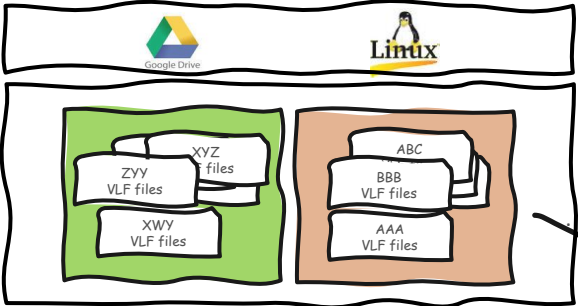 Google Drive
Linux
XYZ
files
ZYY
VLF files
XWY
VLF files
ABC
BBB
VLF files
AAA
VLF files